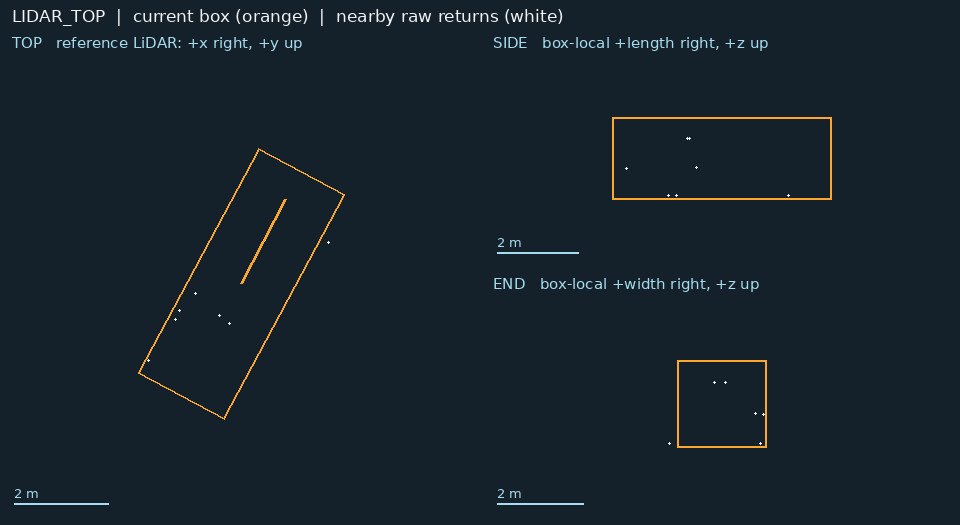 LIDAR_TOP | current box (orange) | nearby raw returns (white)
TOP reference LiDAR: +x right, +y up
SIDE box-local +length right, +z up
2 m
END box-local +width right, +z up
2 m
2 m